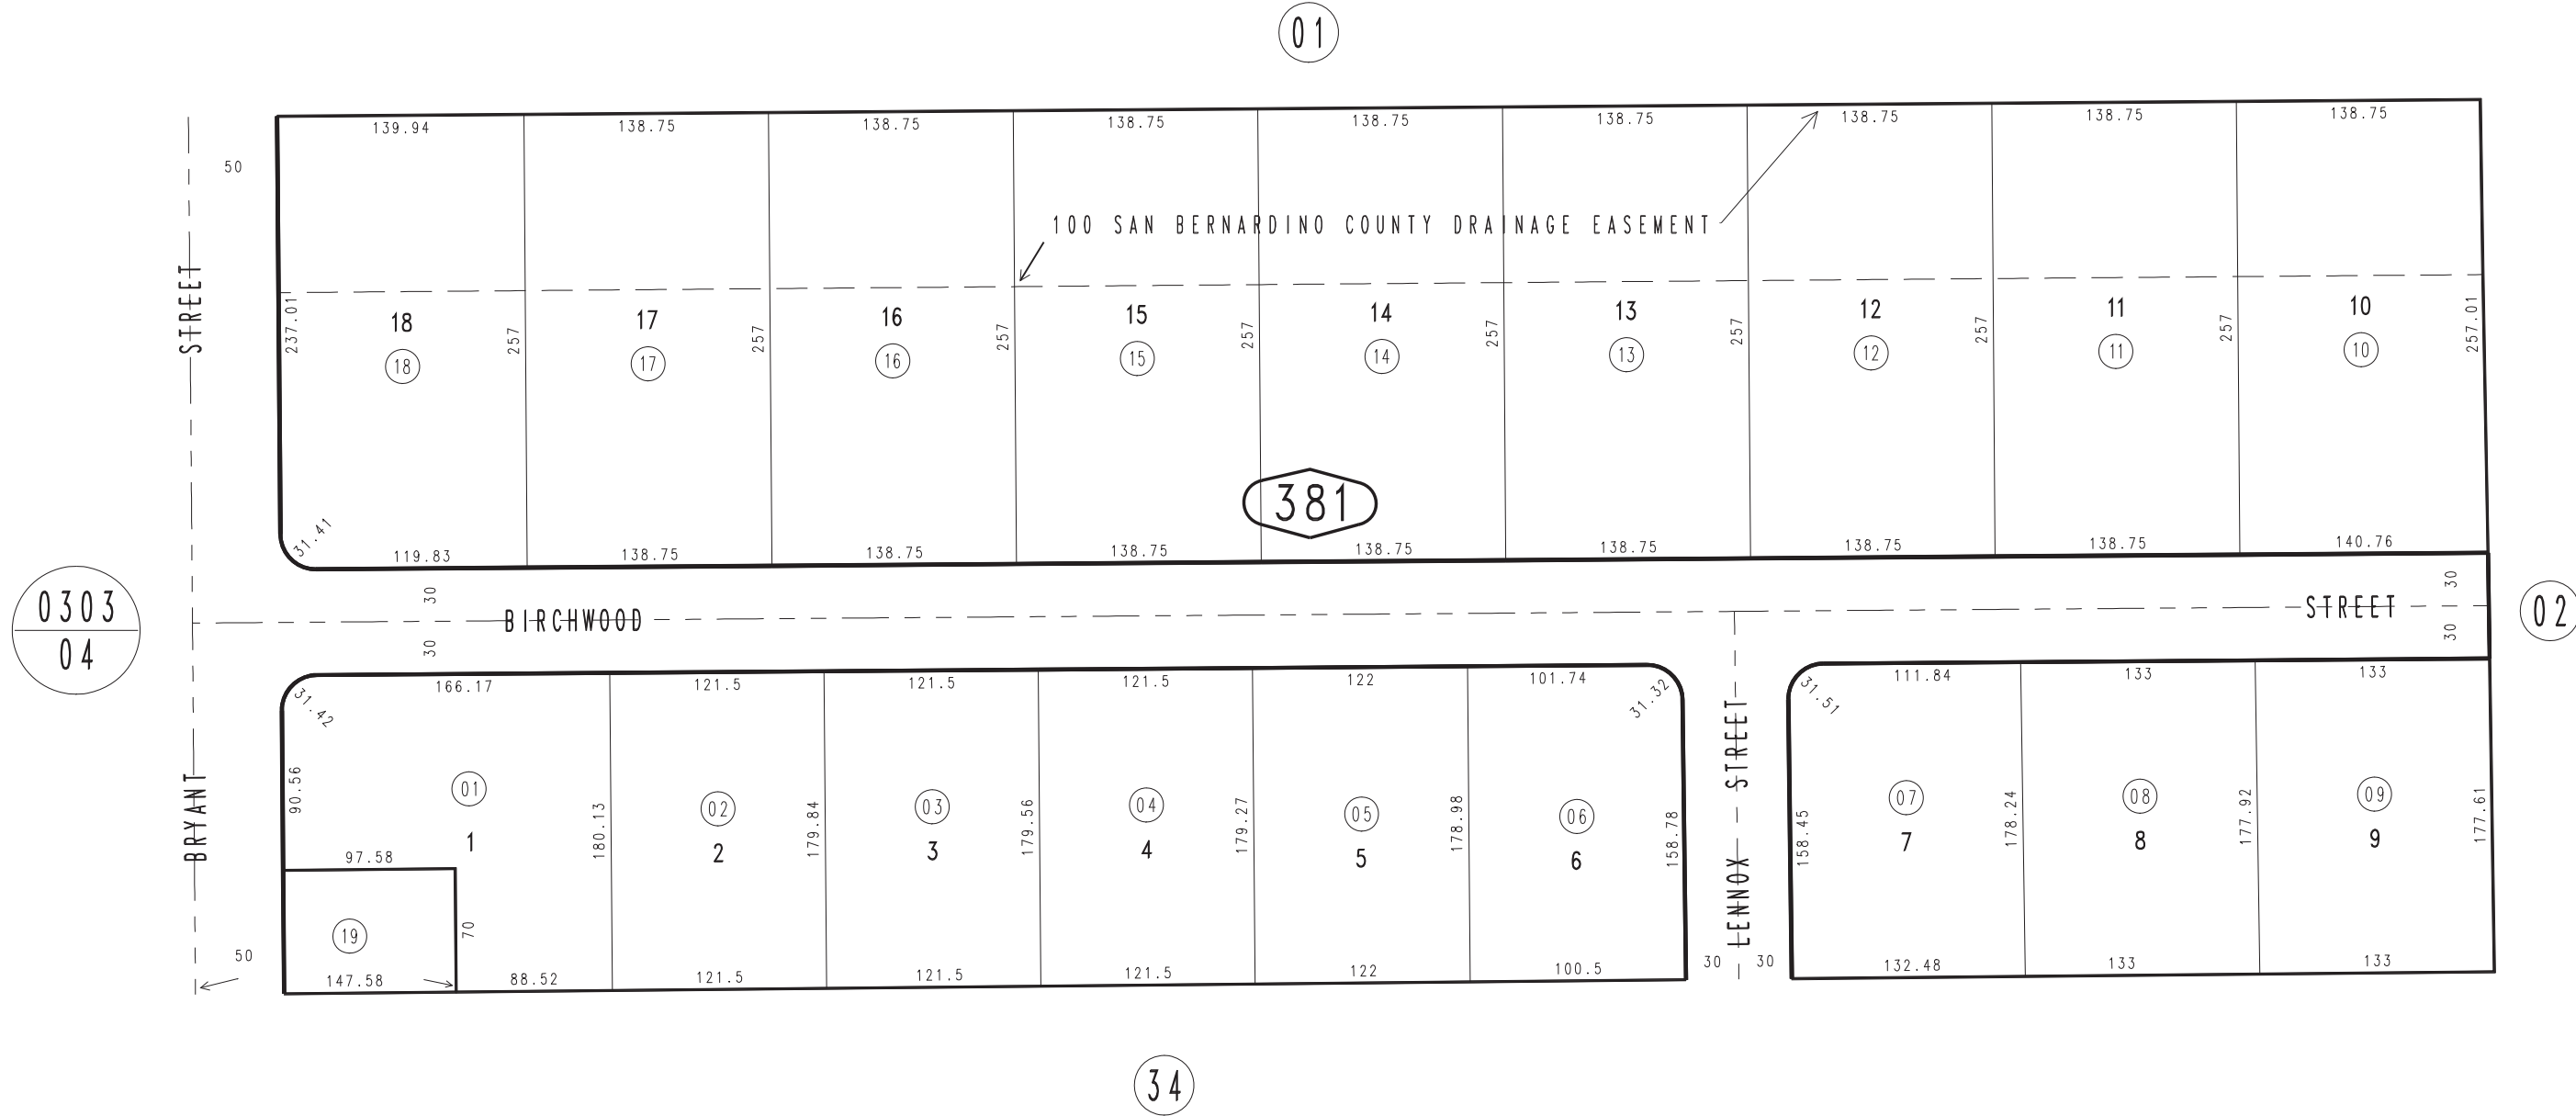 01
139.94 138.75 138.75 138.75 138.75 138.75 138.75 138.75 138.75
50
100 SAN BERNARDINO COUNTY DRAINAGE EASEMENT
STREET
237.01 257 257 257 257 257 257 257 257 257.01
18 17 16 15 14 13 12 11 10
18 17 16 15 14 13 12 11 10
381
31.41
119.83 138.75 138.75 138.75 138.75 138.75 138.75 138.75 140.76
0303
04
30 30
BIRCHWOOD STREET
02
30 30
166.17 121.5 121.5 121.5 122 101.74 111.84 133 133
31.42 31.32 31.51
BRYANT
LENNOX STREET
90.56 180.13 179.84 179.56 179.27 178.98 158.78 158.45 178.24 177.92 177.61
01 02 03 04 05 06 07 08 09
1 2 3 4 5 6 7 8 9
97.58
19
70
50
30 30
147.58 88.52 121.5 121.5 121.5 122 100.5 132.48 133 133
34